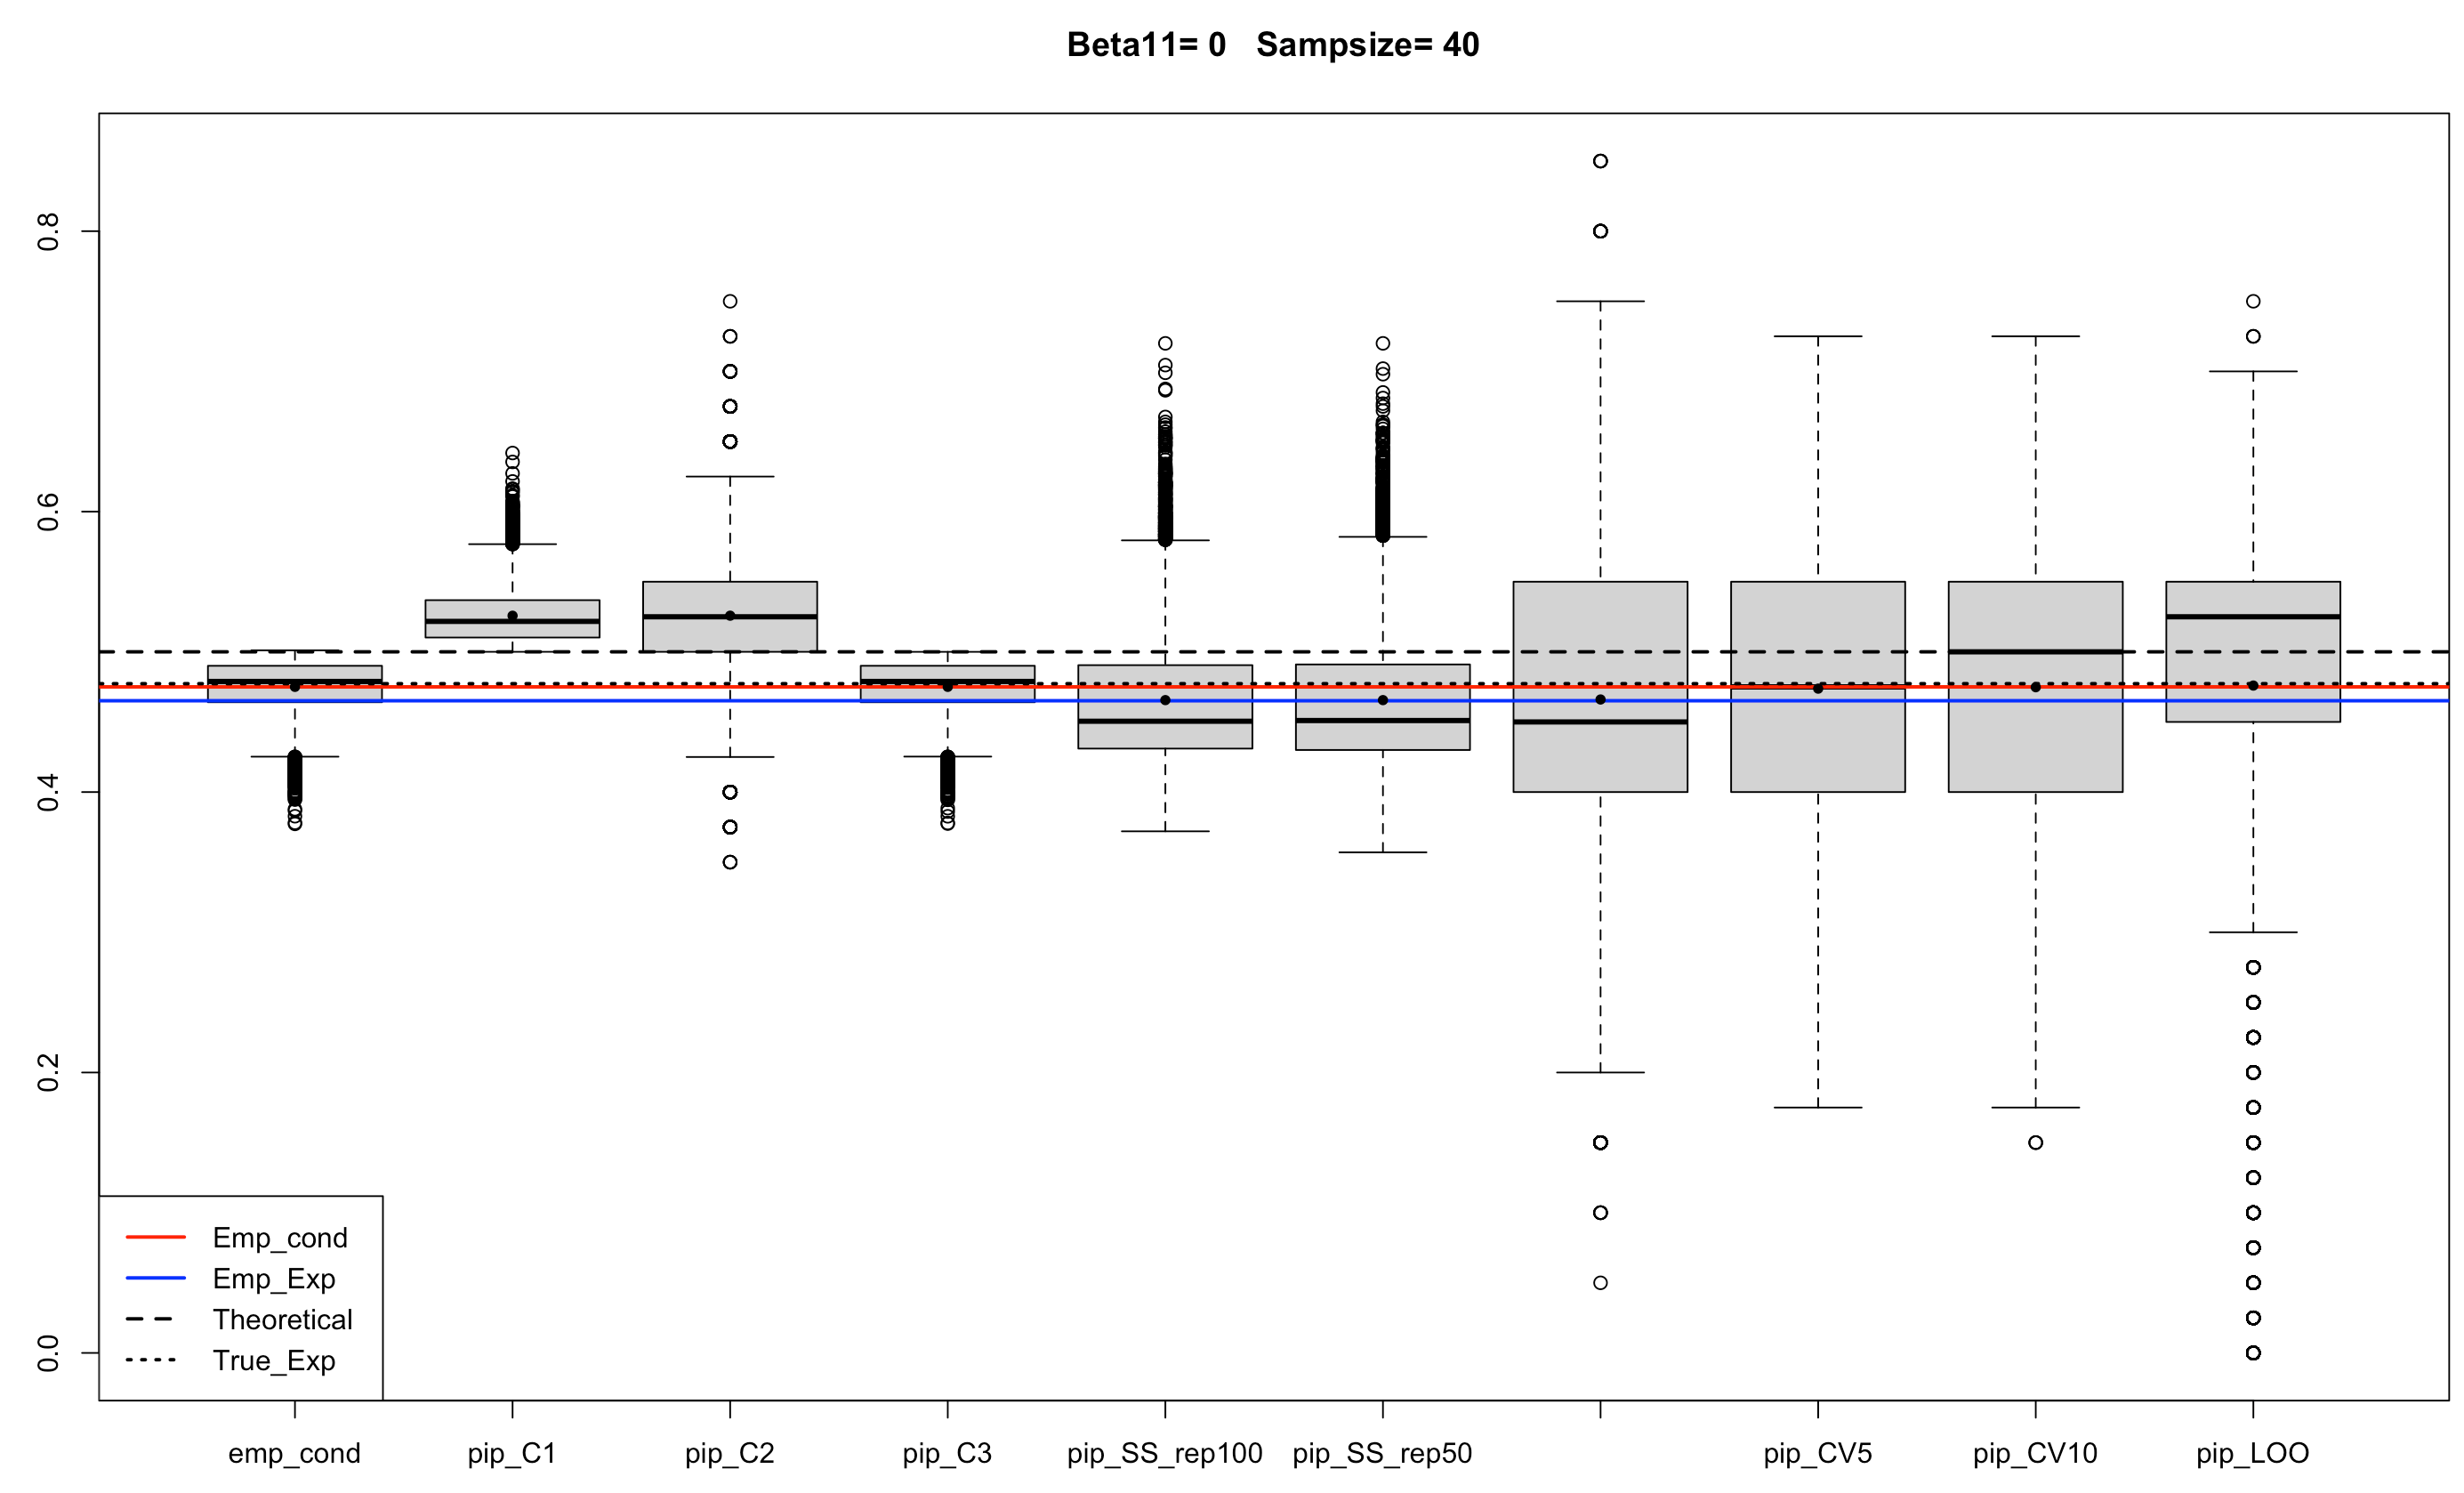 Beta11= 0 Sampsize= 40
0.8
0.6
0.4
0.2
0.0
Emp_cond
Emp_Exp
Theoretical
True_Exp
emp_cond pip_C1 pip_C2 pip_C3 pip_SS_rep100 pip_SS_rep50 pip_CV5 pip_CV10 pip_LOO